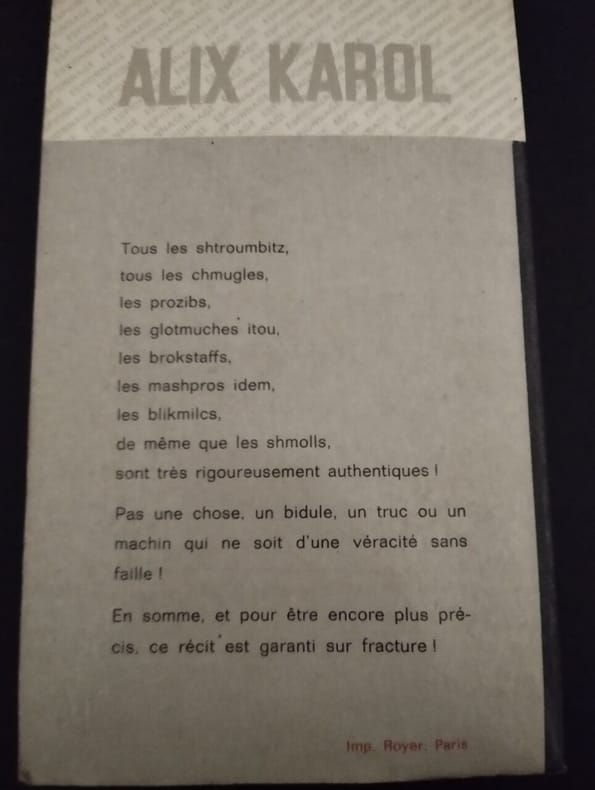 ALIX KAROL
Tous les shtroumbitz,
tous les chmugles,
les prozibs,
les glotmuches itou,
les brokstaffs,
les mashpros idem,
les blikmilcs,
de même que les shmolls,
sont très rigoureusement authentiques !
Pas une chose, un bidule, un truc ou un
machin qui ne soit d'une véracité sans
faille !
En somme, et pour être encore plus pré-
cis, ce récit est garanti sur fracture !
Imp. Royer, Paris